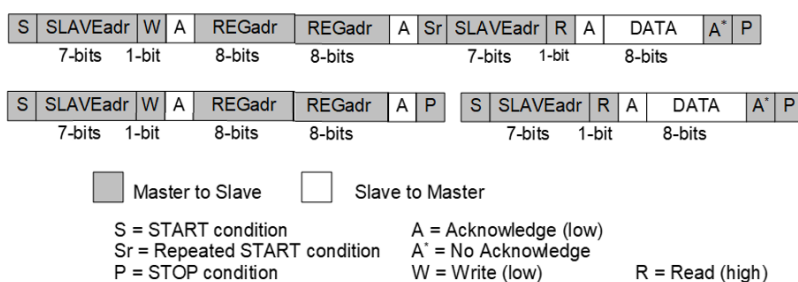 S SLAVEadr W A REGadr REGadr A Sr SLAVEadr R A DATA A* P
7-bits 1-bit 8-bits 8-bits 7-bits 1-bit 8-bits
S SLAVEadr W A REGadr REGadr A P S SLAVEadr R A DATA A* P
7-bits 1-bit 8-bits 8-bits 7-bits 1-bit 8-bits
Master to Slave Slave to Master
S = START condition A = Acknowledge (low)
Sr = Repeated START condition A* = No Acknowledge
P = STOP condition W = Write (low) R = Read (high)